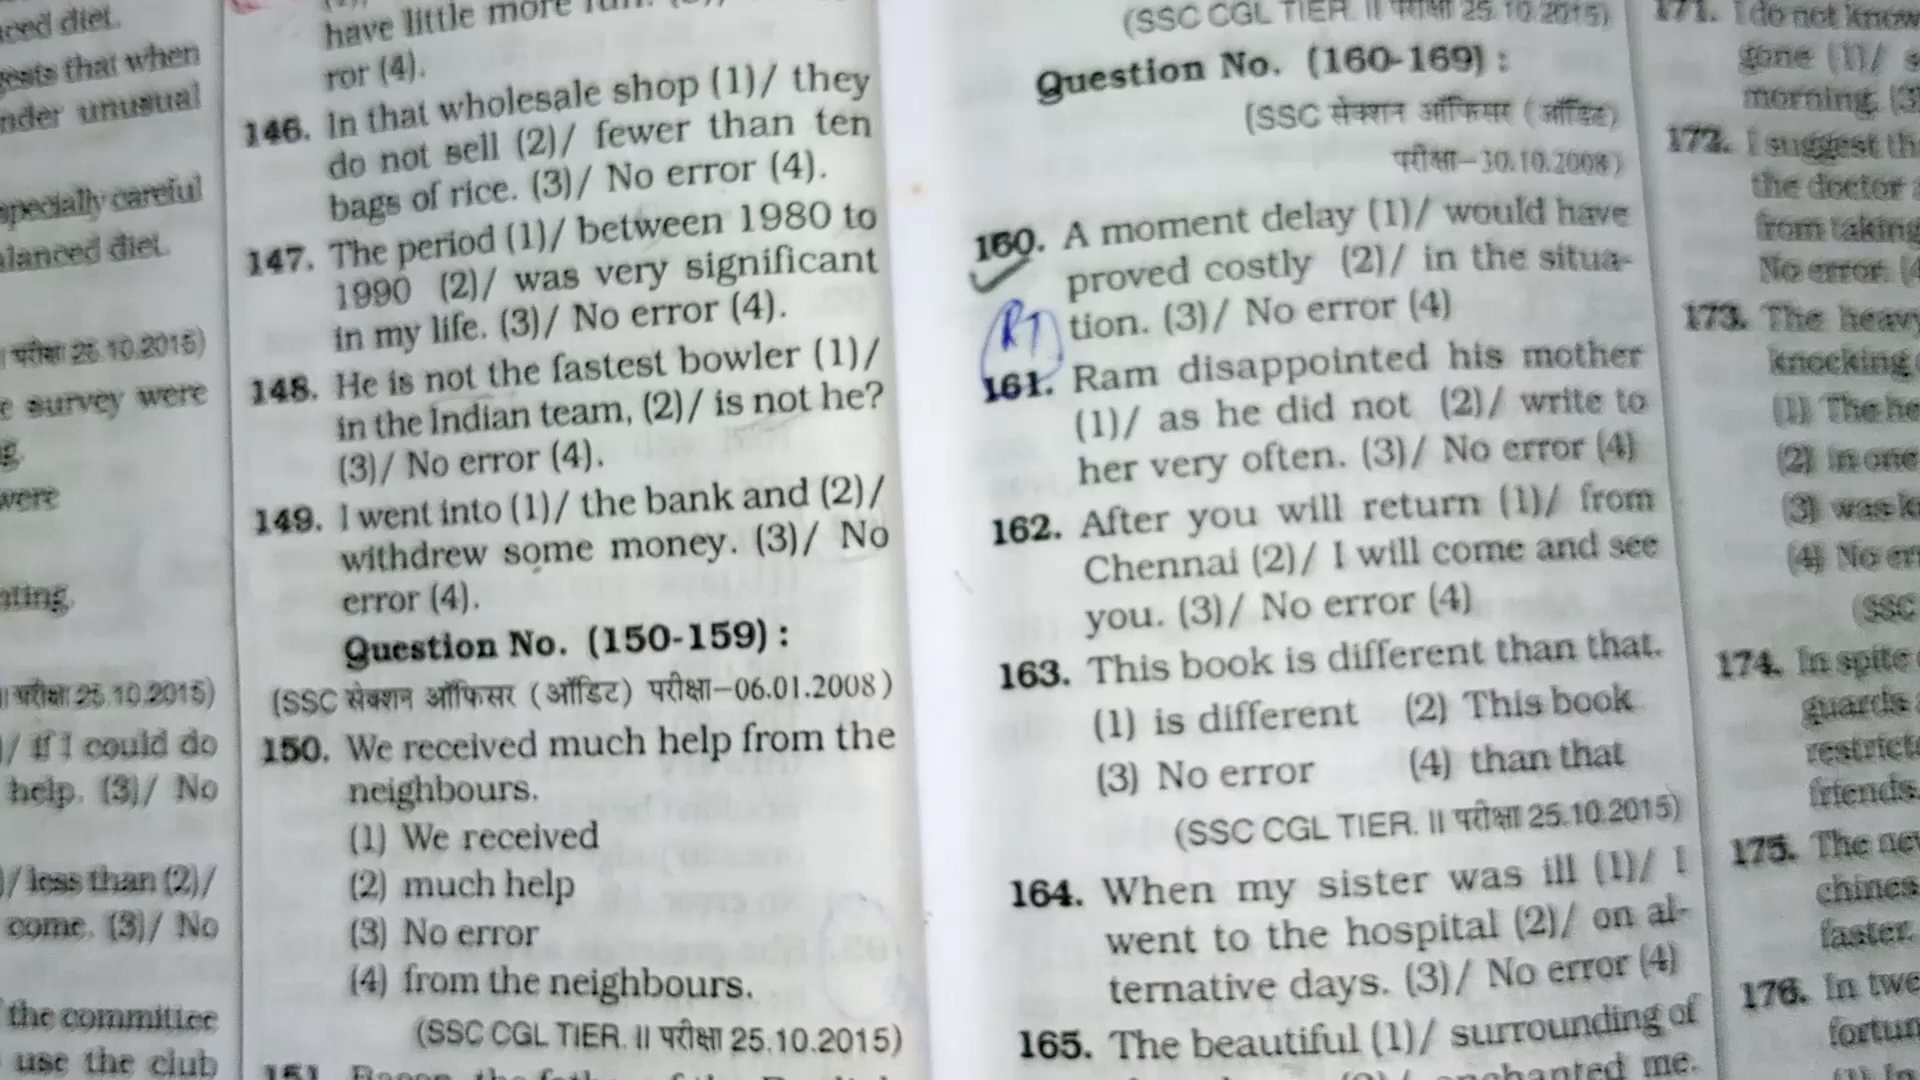 ced diet.
gests that when
nder unusual
specially careful
alanced diet.
परीक्षा 25.10.2015)
survey were
were
ating.
II परीक्षा 25.10.2015)
)/ if I could do
help. (3)/ No
)/ less than (2)/
come. (3)/ No
the committee
use the club
have little more
ror (4).
146. In that wholesale shop (1)/ they
do not sell (2)/ fewer than ten
bags of rice. (3)/ No error (4).
147. The period (1)/ between 1980 to
1990 (2)/ was very significant
in my life. (3)/ No error (4).
148. He is not the fastest bowler (1)/
in the Indian team, (2)/ is not he?
(3)/ No error (4).
149. I went into (1)/ the bank and (2)/
withdrew some money. (3)/ No
error (4).
Question No. (150-159) :
(SSC सेक्शन ऑफिसर (ऑडिट) परीक्षा–06.01.2008)
150. We received much help from the
neighbours.
(1) We received
(2) much help
(3) No error
(4) from the neighbours.
(SSC CGL TIER. II परीक्षा 25.10.2015)
151.
(SSC CGL TIER. II परीक्षा 25.10.2015)
Question No. (160-169) :
(SSC सेक्शन ऑफिसर (ऑडिट)
परीक्षा–30.10.2008)
160. A moment delay (1)/ would have
proved costly (2)/ in the situa-
tion. (3)/ No error (4)
RT
161. Ram disappointed his mother
(1)/ as he did not (2)/ write to
her very often. (3)/ No error (4)
162. After you will return (1)/ from
Chennai (2)/ I will come and see
you. (3)/ No error (4)
163. This book is different than that.
(1) is different (2) This book
(3) No error (4) than that
(SSC CGL TIER. II परीक्षा 25.10.2015)
164. When my sister was ill (1)/ I
went to the hospital (2)/ on al-
ternative days. (3)/ No error (4)
165. The beautiful (1)/ surrounding of
enchanted me.
171. I do not know
gone (1)/
morning. (3)
172. I suggest
the doctor
from taking
No error. (4
173. The heavy
knocking
(1) The he
(2) in one
(3) was
(4) No er
(SSC
174. In spite
guards
restrict
friends.
175. The
chines
faster.
176. In
fortun